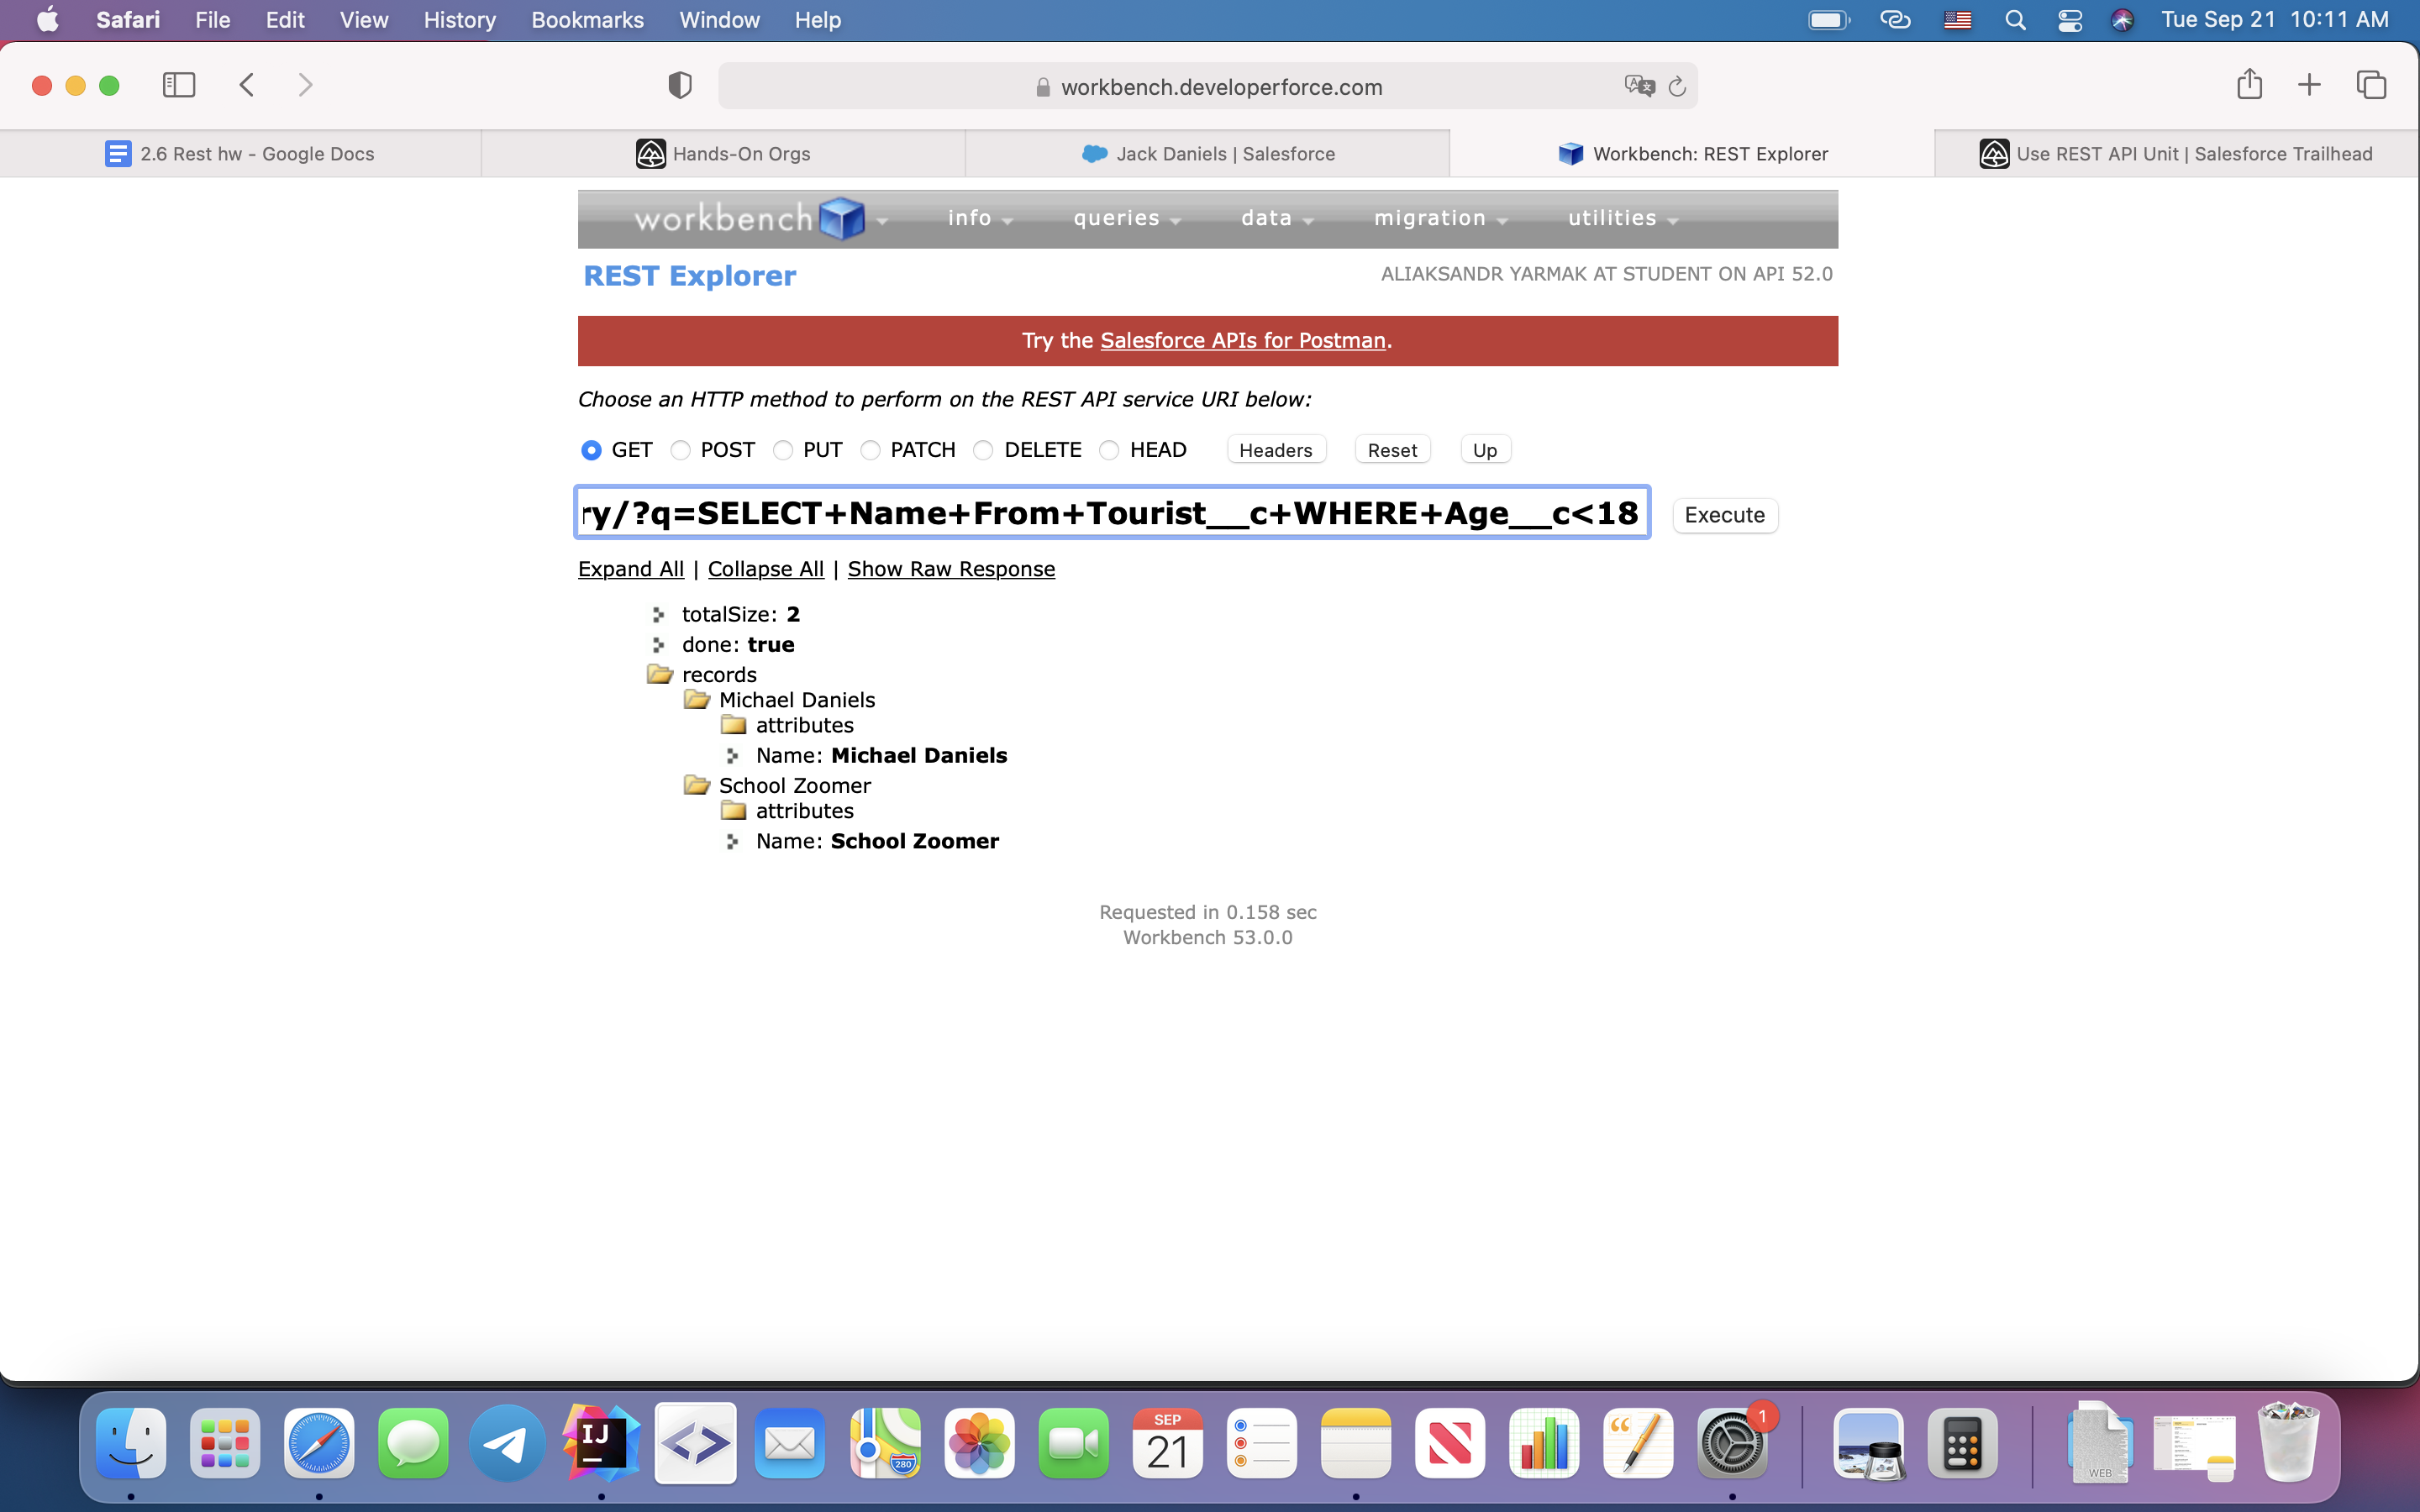 Safari File Edit View History Bookmarks Window Help Tue Sep 21 10:11 AM
workbench.developerforce.com
2.6 Rest hw - Google Docs Hands-On Orgs Jack Daniels | Salesforce Workbench: REST Explorer Use REST API Unit | Salesforce Trailhead
workbench info queries data migration utilities
REST Explorer ALIAKSANDR YARMAK AT STUDENT ON API 52.0
Try the Salesforce APIs for Postman.
Choose an HTTP method to perform on the REST API service URI below:
GET POST PUT PATCH DELETE HEAD Headers Reset Up
ry/?q=SELECT+Name+From+Tourist__c+WHERE+Age__c<18 Execute
Expand All | Collapse All | Show Raw Response
totalSize: 2
done: true
records
Michael Daniels
attributes
Name: Michael Daniels
School Zoomer
attributes
Name: School Zoomer
Requested in 0.158 sec
Workbench 53.0.0
IJ
280
SEP
21
1
WEB